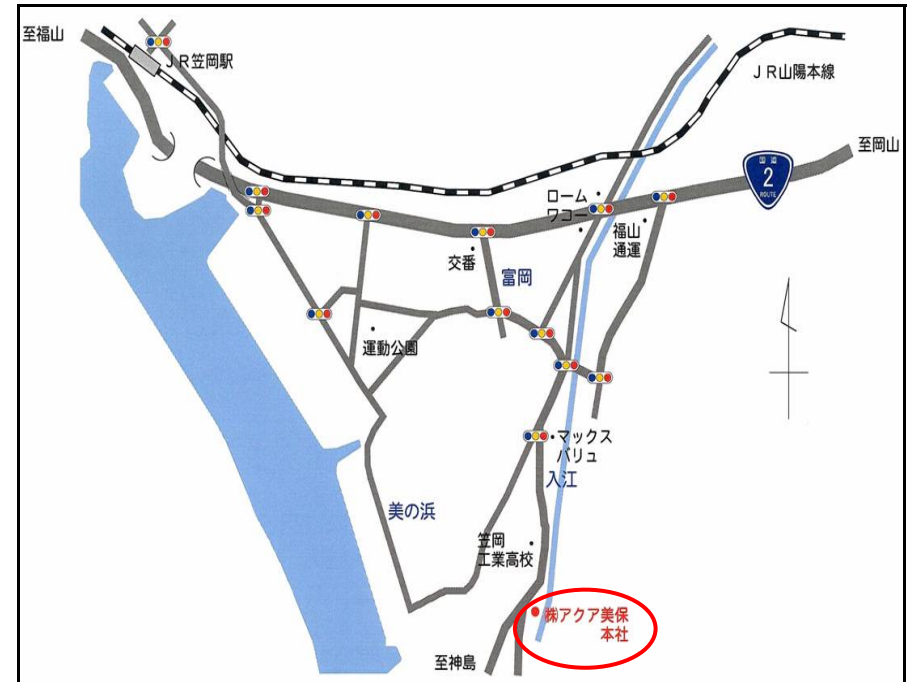 至福山
JR笠岡駅
JR山陽本線
至岡山
国道
2
ROUTE
ローム
ワコー
福山
通運
交番
富岡
運動公園
マックス
バリュ
入江
美の浜
笠岡
工業高校
㈱アクア美保
本社
至神島